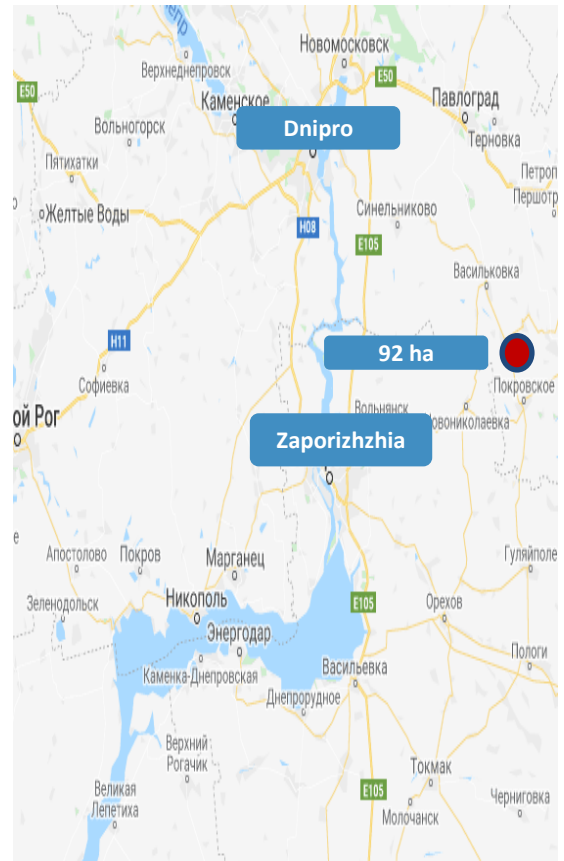 Новомосковск
Верхнеднепровск
E50
E50
Каменское
Павлоград
Dnipro
Вольногорск
Терновка
Пятихатки
Петроп
Першотр
Желтые Воды
Синельниково
H08
E105
Васильковка
H11
92 ha
Софиевка
Покровское
Вольнянск
ой Рог
Новониколаевка
Zaporizhzhia
е
Апостолово
Покров
Марганец
Гуляйполе
Зеленодольск
Никополь
E105
Орехов
Энергодар
Каменка-Днепровская
Васильевка
Пологи
Днепрорудное
Верхний
Рогачик
Токмак
Великая
Лепетиха
E105
Черниговка
Молочанск